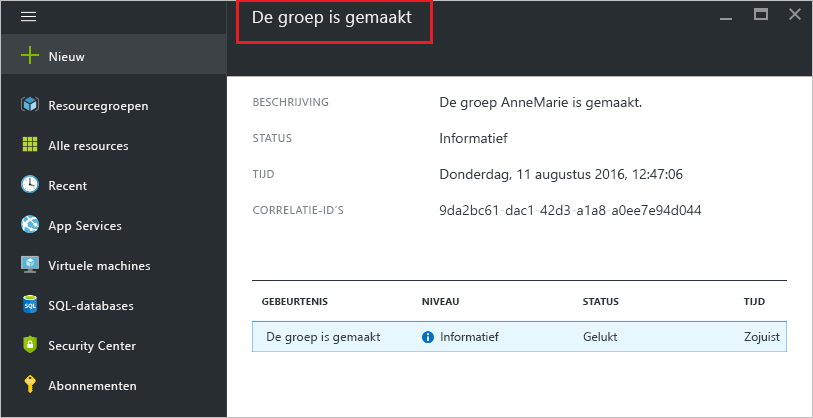 De groep is gemaakt
Nieuw
Resourcegroepen
Alle resources
Recent
App Services
Virtuele machines
SQL-databases
Security Center
Abonnementen
BESCHRIJVING De groep AnneMarie is gemaakt.
STATUS Informatief
TIJD Donderdag, 11 augustus 2016, 12:47:06
CORRELATIE-ID'S 9da2bc61-dac1-42d3-a1a8-a0ee7e94d044
GEBEURTENIS NIVEAU STATUS TIJD
De groep is gemaakt Informatief Gelukt Zojuist